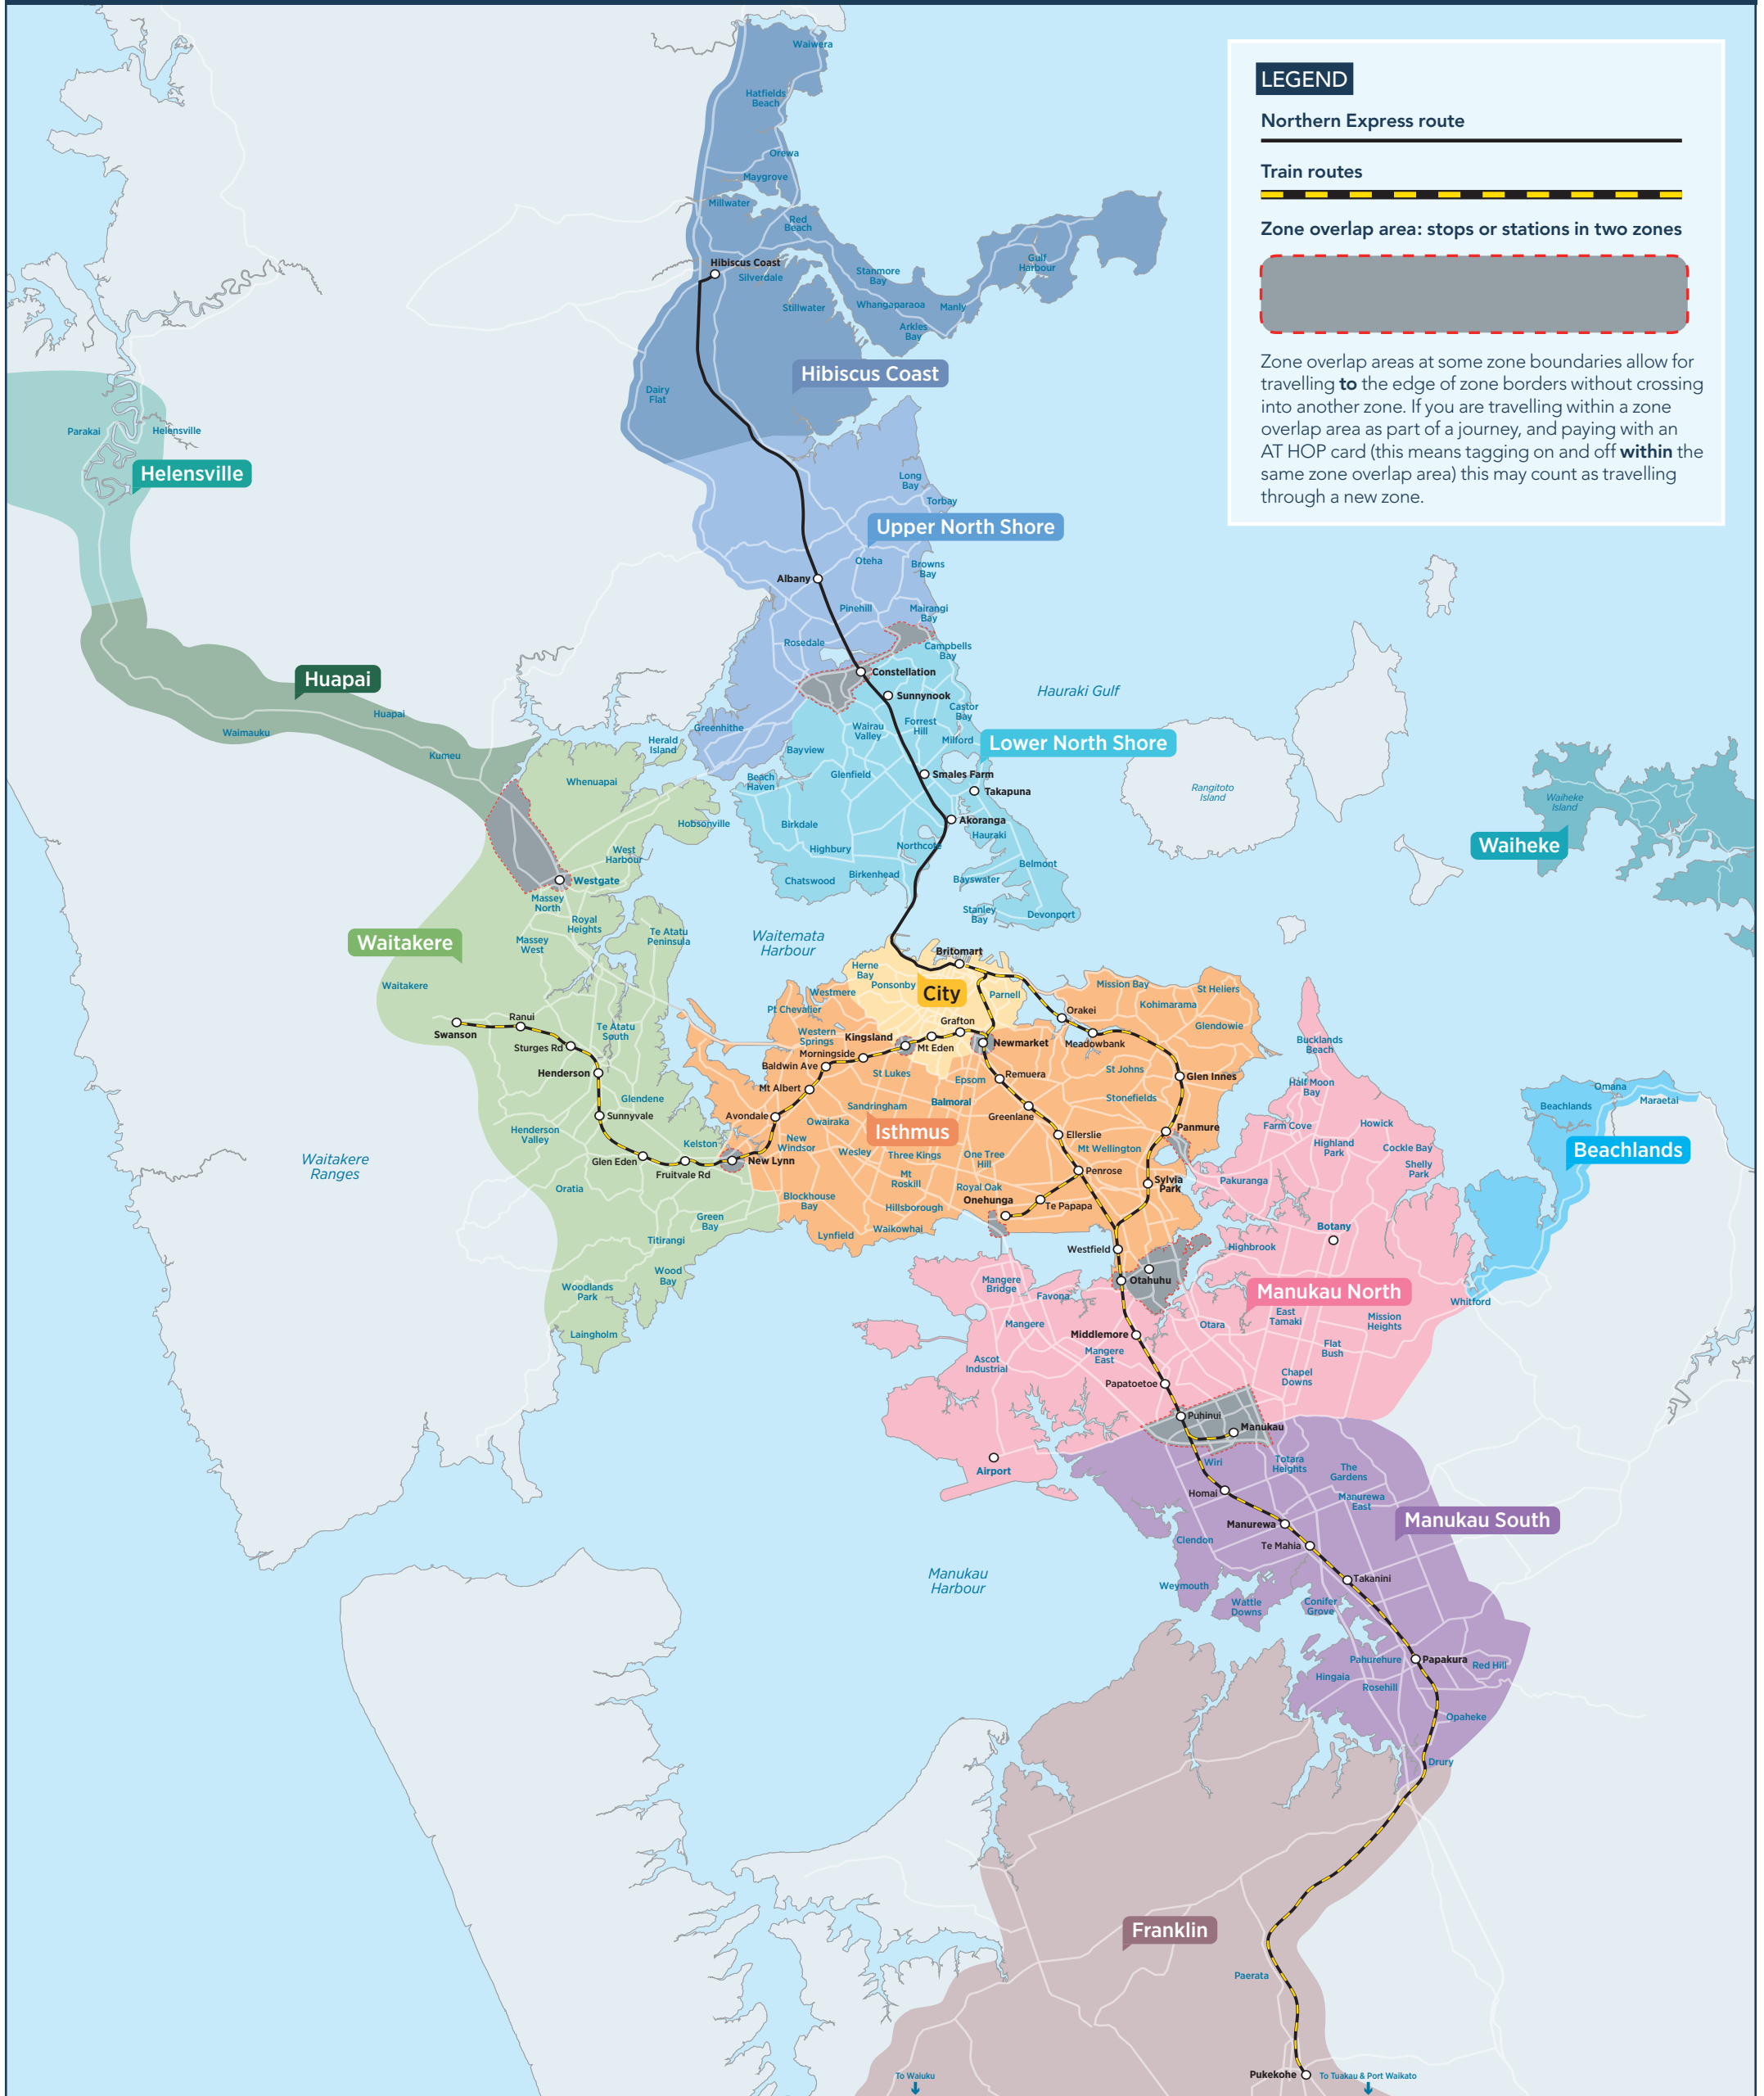 LEGEND
Northern Express route
Train routes
Zone overlap area: stops or stations in two zones
Zone overlap areas at some zone boundaries allow for
travelling to the edge of zone borders without crossing
into another zone. If you are travelling within a zone
overlap area as part of a journey, and paying with an
AT HOP card (this means tagging on and off within the
same zone overlap area) this may count as travelling
through a new zone.
Waiwera
Hatfields
Beach
Orewa
Maygrove
Millwater
Red
Beach
Hibiscus Coast
Silverdale
Stanmore
Bay
Gulf
Harbour
Stillwater
Whangaparaoa
Manly
Arkles
Bay
Hibiscus Coast
Dairy
Flat
Parakai
Helensville
Helensville
Long
Bay
Torbay
Upper North Shore
Oteha
Browns
Bay
Albany
Pinehill
Mairangi
Bay
Rosedale
Campbells
Bay
Constellation
Sunnynook
Huapai
Huapai
Waimauku
Kumeu
Hauraki Gulf
Castor
Bay
Forrest
Hill
Wairau
Valley
Greenhithe
Milford
Lower North Shore
Herald
Island
Bayview
Whenuapai
Beach
Haven
Glenfield
Smales Farm
Takapuna
Rangitoto
Island
Waiheke
Island
Waiheke
Hobsonville
Birkdale
Akoranga
Hauraki
Highbury
Northcote
West
Harbour
Belmont
Westgate
Chatswood
Birkenhead
Bayswater
Massey
North
Royal
Heights
Stanley
Bay
Devonport
Te Atatu
Peninsula
Waitakere
Massey
West
Waitemata
Harbour
Britomart
Herne
Bay
Ponsonby
City
Parnell
Westmere
Waitakere
Mission Bay
St Heliers
Kohimarama
Pt Chevalier
Orakei
Glendowie
Ranui
Swanson
Te Atatu
South
Western
Springs
Kingsland
Grafton
Mt Eden
Newmarket
Meadowbank
Bucklands
Beach
Sturges Rd
Morningside
Baldwin Ave
Henderson
Mt Albert
St Lukes
Epsom
Remuera
St Johns
Glen Innes
Half Moon
Bay
Omana
Glendene
Sandringham
Balmoral
Stonefields
Beachlands
Maraetai
Sunnyvale
Avondale
Owairaka
Greenlane
Farm Cove
Howick
Henderson
Valley
Kelston
New
Windsor
Isthmus
Ellerslie
Panmure
Highland
Park
Cockle Bay
Beachlands
Wesley
Three Kings
One Tree
Hill
Mt Wellington
Shelly
Park
Waitakere
Ranges
Glen Eden
Fruitvale Rd
New Lynn
Mt
Roskill
Penrose
Sylvia
Park
Pakuranga
Oratia
Royal Oak
Blockhouse
Bay
Hillsborough
Onehunga
Te Papapa
Green
Bay
Lynfield
Waikowhai
Botany
Titirangi
Westfield
Highbrook
Wood
Bay
Otahuhu
Mangere
Bridge
Favona
Manukau North
Whitford
Woodlands
Park
Mangere
Otara
East
Tamaki
Mission
Heights
Laingholm
Middlemore
Mangere
East
Flat
Bush
Ascot
Industrial
Chapel
Downs
Papatoetoe
Puhinui
Manukau
Airport
Wiri
Totara
Heights
The
Gardens
Homai
Manurewa
East
Manukau South
Manurewa
Clendon
Te Mahia
Manukau
Harbour
Weymouth
Takanini
Wattle
Downs
Conifer
Grove
Pahurehure
Papakura
Red Hill
Hingaia
Rosehill
Opaheke
Drury
Franklin
Paerata
Pukekohe
To Waiuku
To Tuakau & Port Waikato